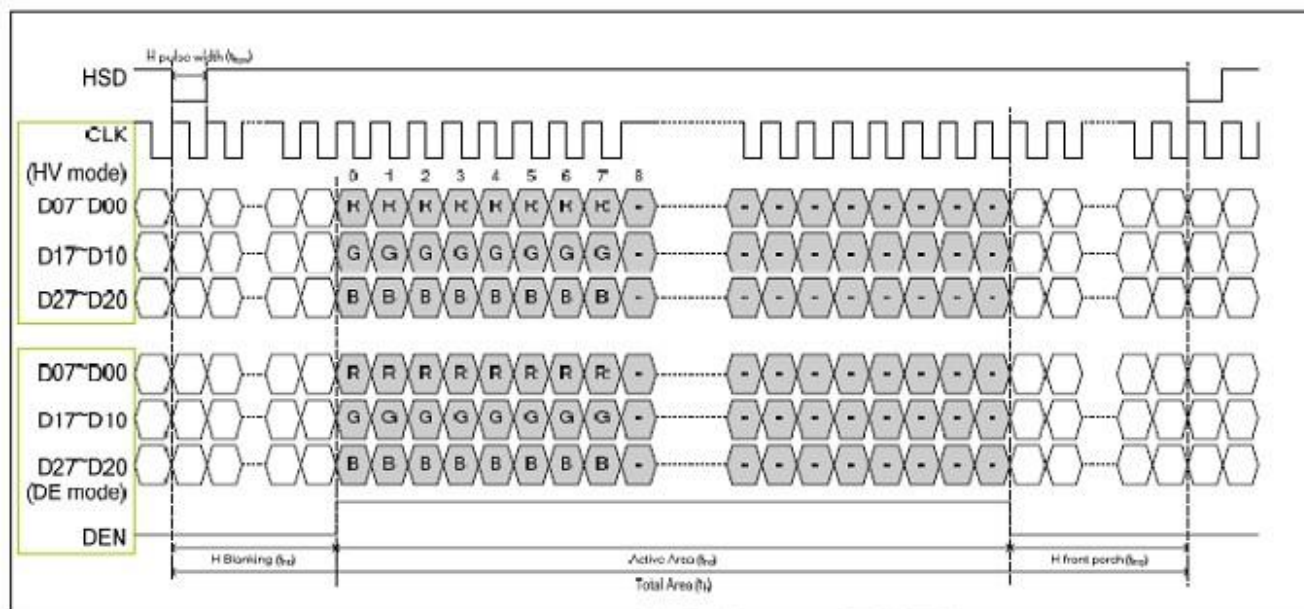 H pulse width
HSD
CLK
(HV mode)
0 1 2 3 4 5 6 7 8
D07~D00 R R R R R R R R - - - - - - - - -
D17~D10 G G G G G G G G - - - - - - - - -
D27~D20 B B B B B B B B - - - - - - - - -
D07~D00 R R R R R R R R - - - - - - - - -
D17~D10 G G G G G G G G - - - - - - - - -
D27~D20 B B B B B B B B - - - - - - - - -
(DE mode)
DEN
H Blanking Active Area H front porch
Total Area